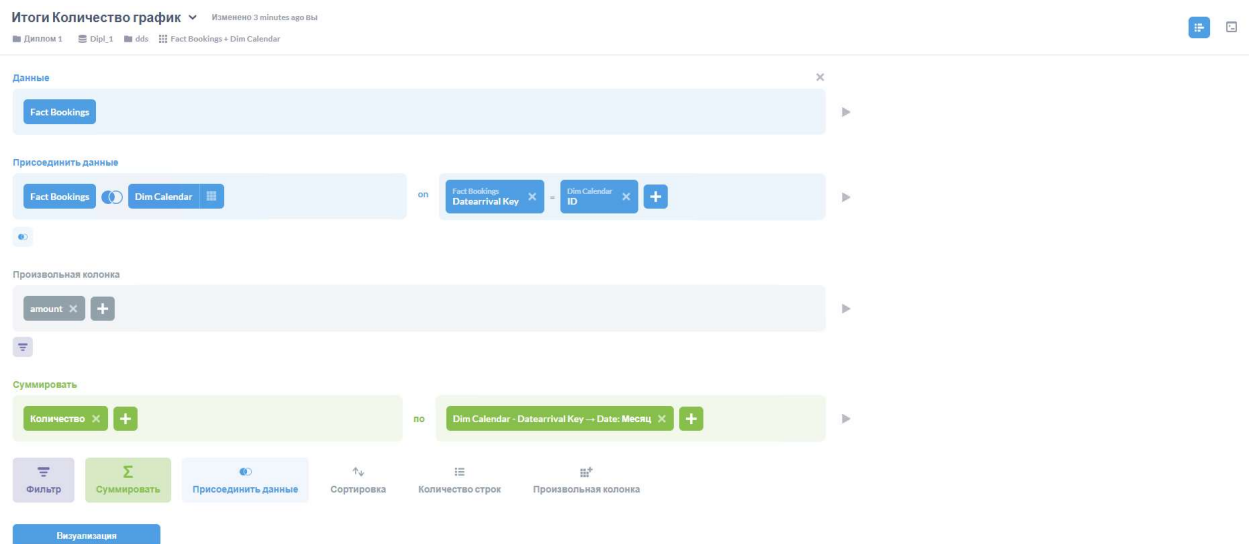 Итоги Количество график Изменено 3 minutes ago вы
Диплом 1 Dipl_1 dds Fact Bookings + Dim Calendar
Данные
Fact Bookings
Присоединить данные
Fact Bookings Dim Calendar on Fact Bookings Datearrival Key = Dim Calendar ID
Произвольная колонка
amount
Суммировать
Количество по Dim Calendar - Datearrival Key → Date: Месяц
Фильтр Суммировать Присоединить данные Сортировка Количество строк Произвольная колонка
Визуализация